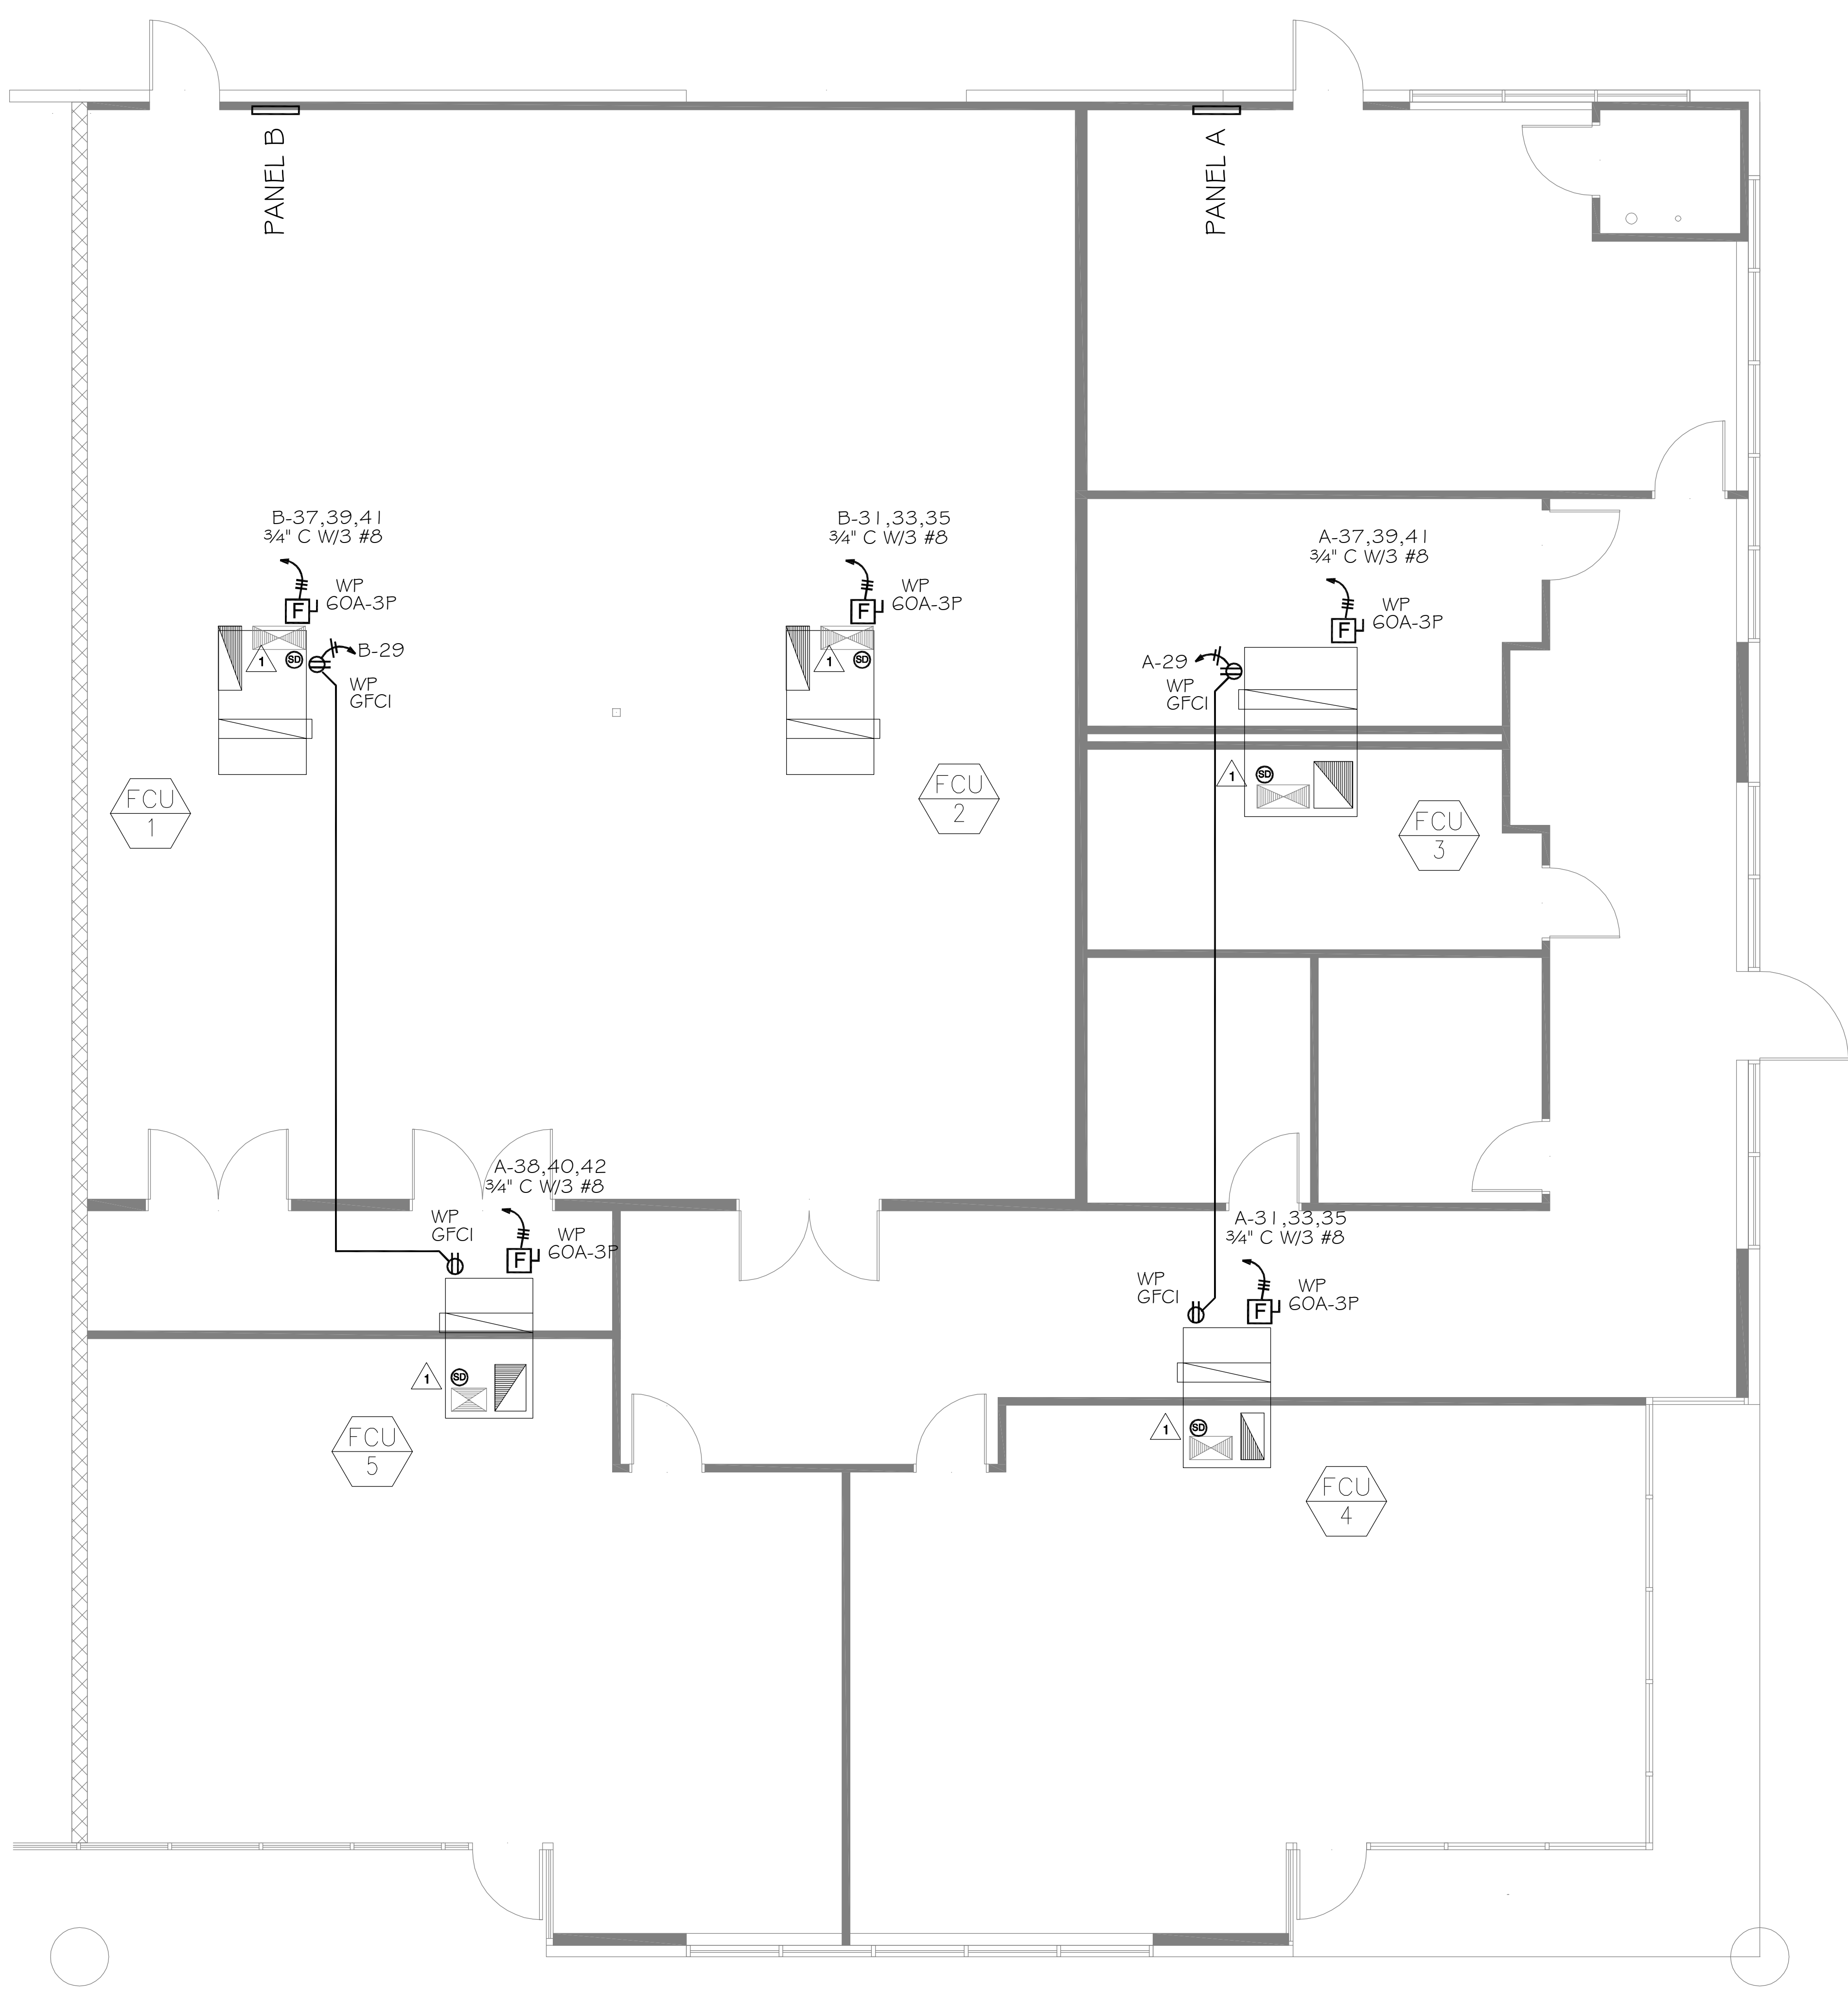 PANEL B
PANEL A
B-37,39,41
¾" C W/3 #8
WP
60A-3P
F
1
SD
B-29
WP
GFCI
FCU
1
B-31,33,35
¾" C W/3 #8
WP
60A-3P
F
1
SD
FCU
2
A-37,39,41
¾" C W/3 #8
WP
60A-3P
F
A-29
WP
GFCI
1
SD
FCU
3
A-38,40,42
¾" C W/3 #8
WP
GFCI
WP
60A-3P
F
1
SD
FCU
5
A-31,33,35
¾" C W/3 #8
WP
GFCI
WP
60A-3P
F
1
SD
FCU
4